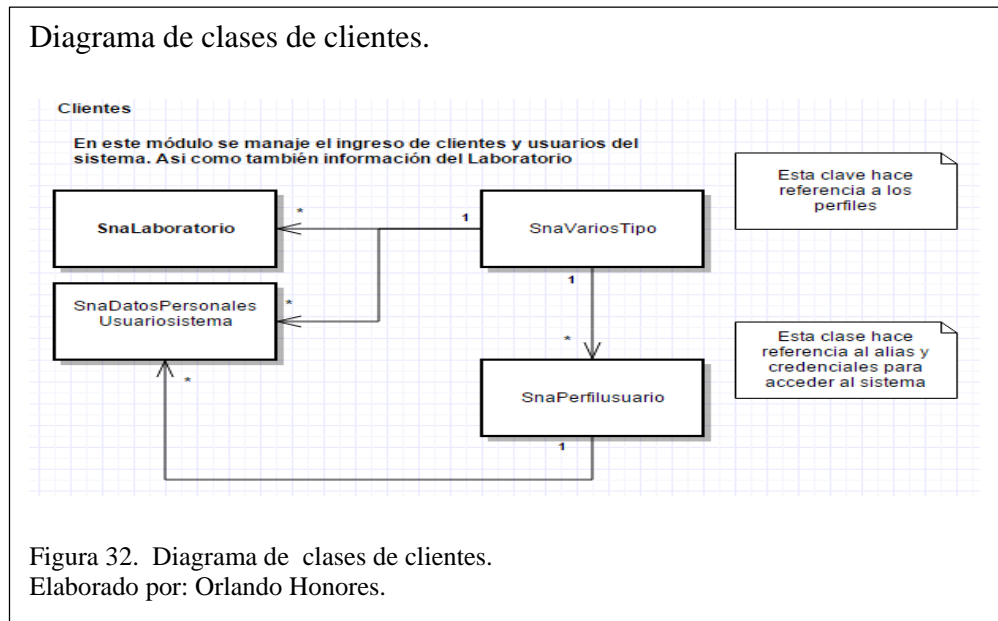 Diagrama de clases de clientes.
Clientes
En este módulo se manaje el ingreso de clientes y usuarios del
sistema. Asi como también información del Laboratorio
Esta clave hace
referencia a los
perfiles
SnaLaboratorio
*
1
SnaVariosTipo
SnaDatosPersonales
Usuariosistema
*
1
*
Esta clase hace
referencia al alias y
credenciales para
acceder al sistema
*
SnaPerfilusuario
1
Figura 32.  Diagrama de  clases de clientes.
Elaborado por: Orlando Honores.